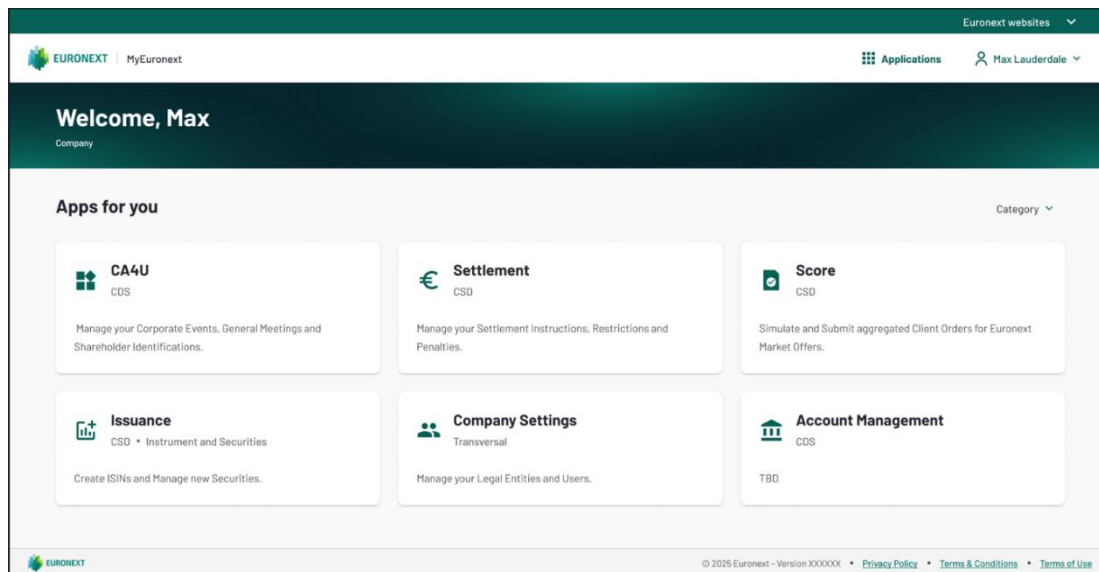 Euronext websites
EURONEXT MyEuronext Applications Max Lauderdale
Welcome, Max
Company
Apps for you
Category
CA4U
CDS
Manage your Corporate Events, General Meetings and
Shareholder Identifications.
Settlement
CSD
Manage your Settlement instructions, Restrictions and
Penalties.
Score
CSD
Simulate and Submit aggregated Client Orders for Euronext
Market Offers.
Issuance
CSD • Instrument and Securities
Create ISINs and Manage new Securities.
Company Settings
Transversal
Manage your Legal Entities and Users.
Account Management
CDS
TBD
EURONEXT © 2025 Euronext - Version XXXXXX • Privacy Policy • Terms & Conditions • Terms of Use